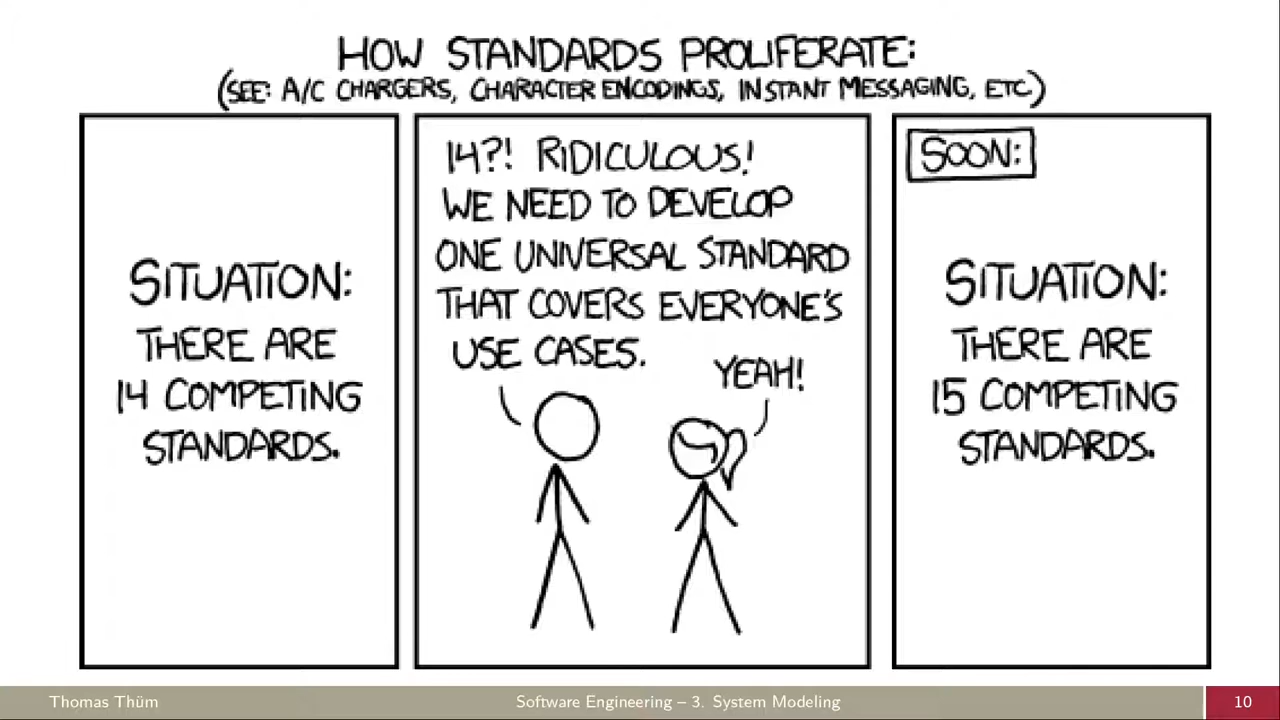 HOW STANDARDS PROLIFERATE:
(SEE: A/C CHARGERS, CHARACTER ENCODINGS, INSTANT MESSAGING, ETC.)
SITUATION:
THERE ARE
14 COMPETING
STANDARDS.
14?! RIDICULOUS!
WE NEED TO DEVELOP
ONE UNIVERSAL STANDARD
THAT COVERS EVERYONE'S
USE CASES.
YEAH!
SOON:
SITUATION:
THERE ARE
15 COMPETING
STANDARDS.
Thomas Thüm
Software Engineering – 3. System Modeling
10